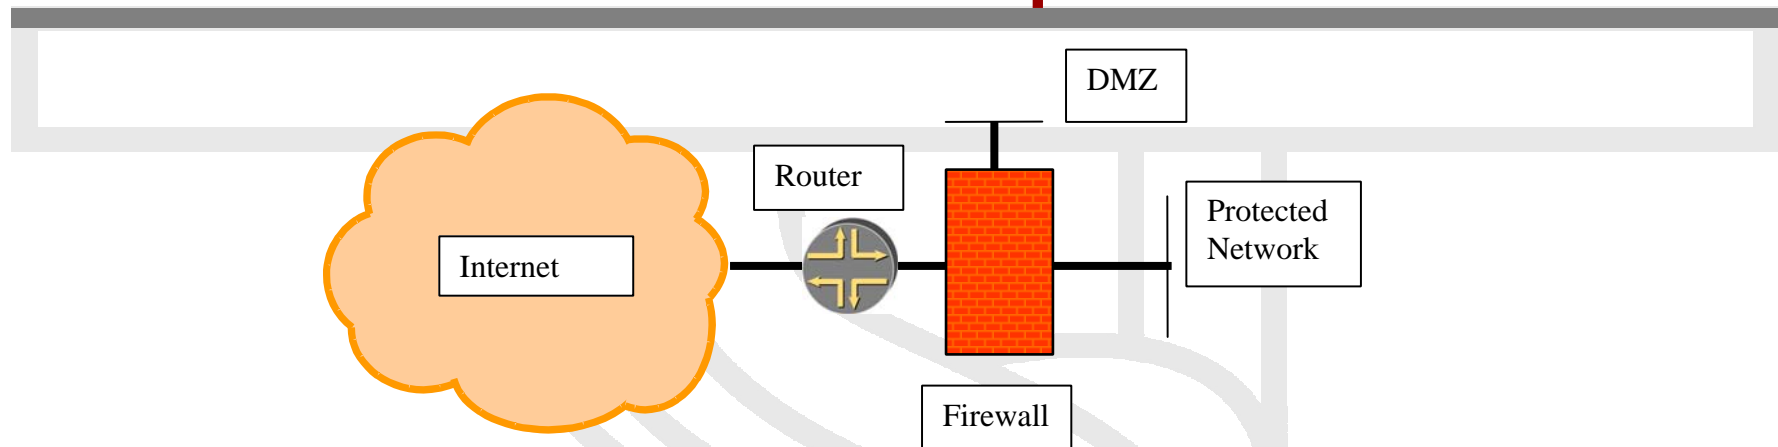 DMZ
Router
Protected
Network
Internet
Firewall